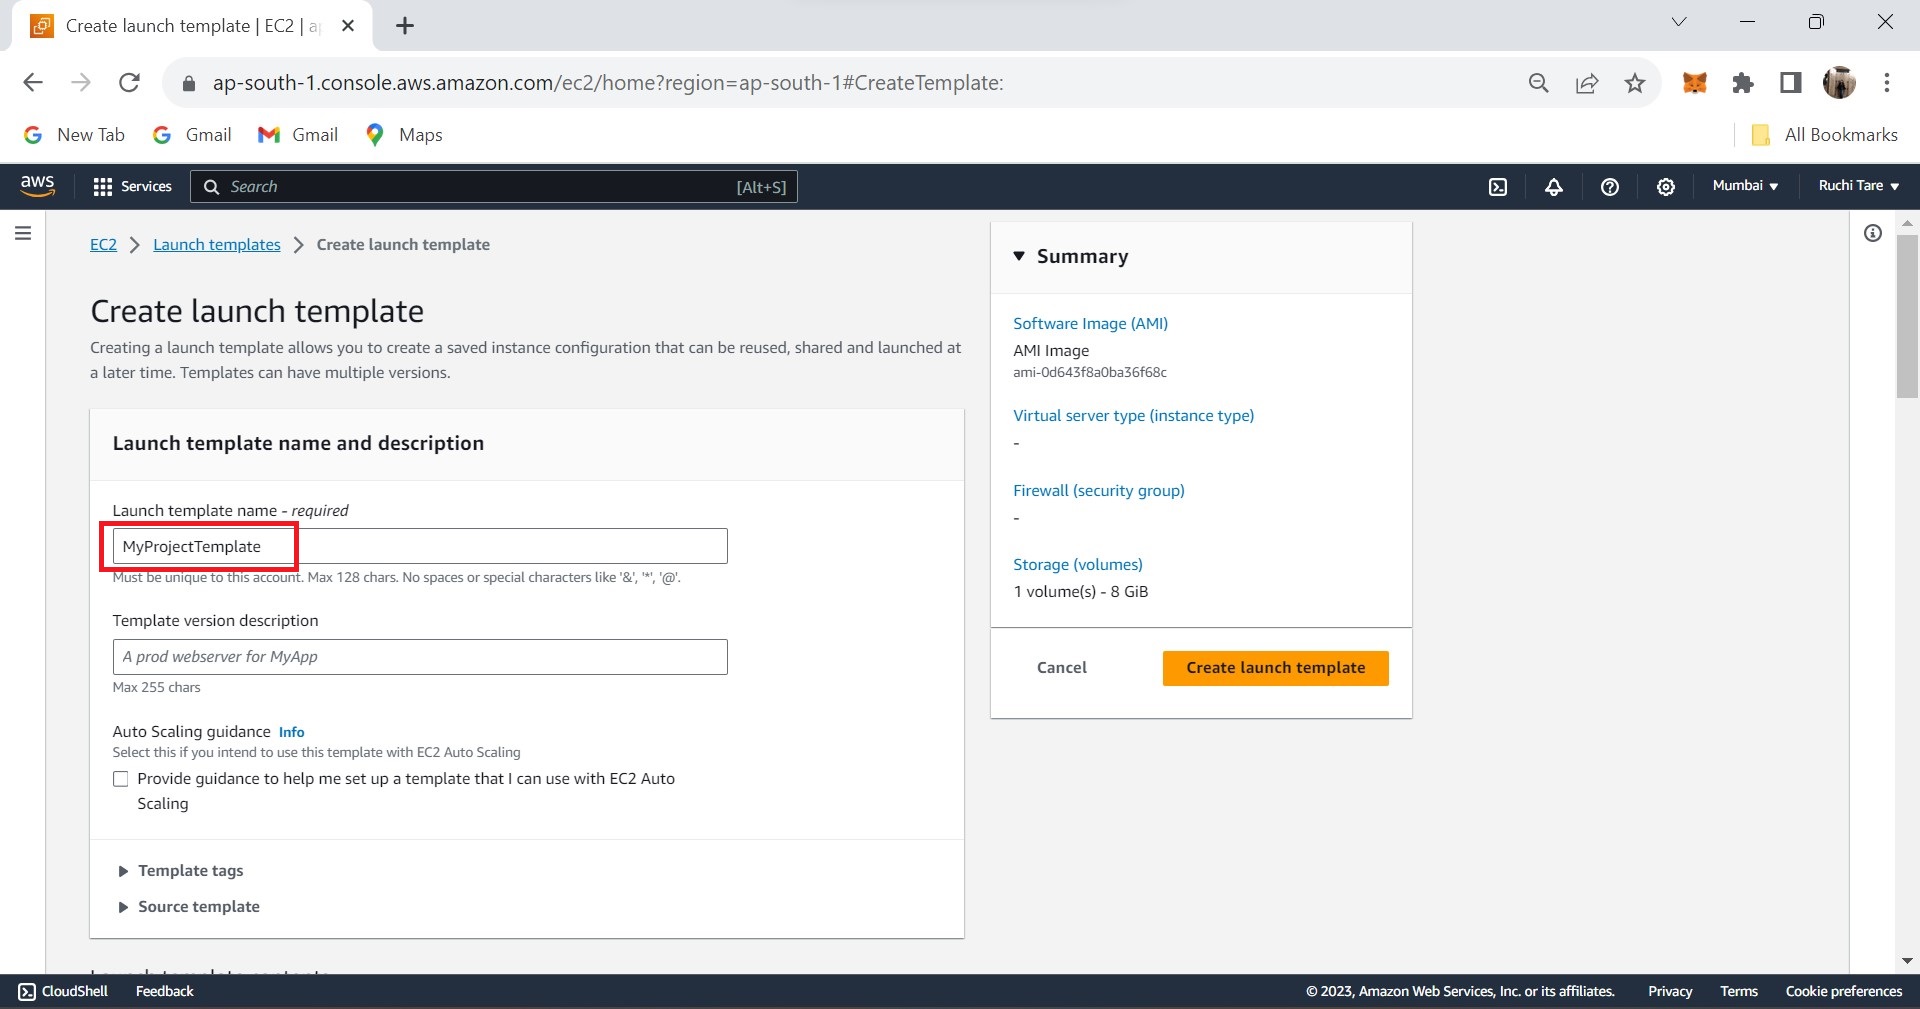 Create launch template | EC2 | a
ap-south-1.console.aws.amazon.com/ec2/home?region=ap-south-1#CreateTemplate:
New Tab
Gmail
Gmail
Maps
All Bookmarks
aws
Services
Search
[Alt+S]
Mumbai
Ruchi Tare
EC2
Launch templates
Create launch template
Create launch template
Creating a launch template allows you to create a saved instance configuration that can be reused, shared and launched at
a later time. Templates can have multiple versions.
Launch template name and description
Launch template name - required
MyProjectTemplate
Must be unique to this account. Max 128 chars. No spaces or special characters like '&', '*', '@'.
Template version description
A prod webserver for MyApp
Max 255 chars
Auto Scaling guidance Info
Select this if you intend to use this template with EC2 Auto Scaling
Provide guidance to help me set up a template that I can use with EC2 Auto
Scaling
Template tags
Source template
Summary
Software Image (AMI)
AMI Image
ami-0d643f8a0ba36f68c
Virtual server type (instance type)
-
Firewall (security group)
-
Storage (volumes)
1 volume(s) - 8 GiB
Cancel
Create launch template
CloudShell
Feedback
© 2023, Amazon Web Services, Inc. or its affiliates.
Privacy
Terms
Cookie preferences